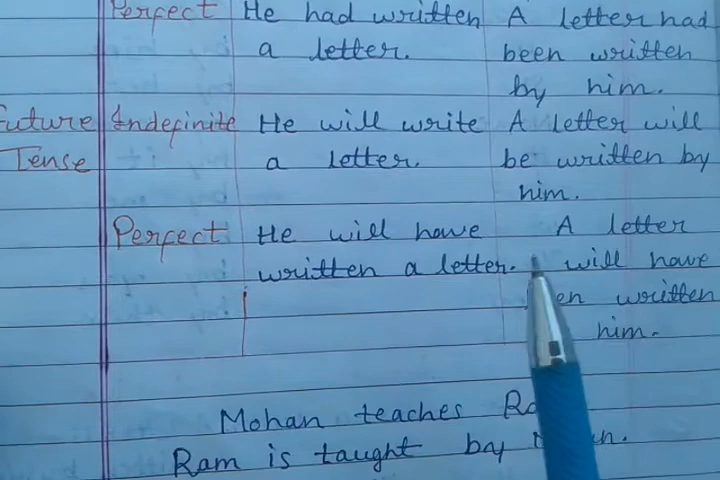 Perfect He had written A letter had
a letter. been written
by him.
Future Indefinite He will write A letter will
Tense a letter. be written by
him.
Perfect He will have A letter
written a letter. will have
written
him.
Mohan teaches
Ram is taught by